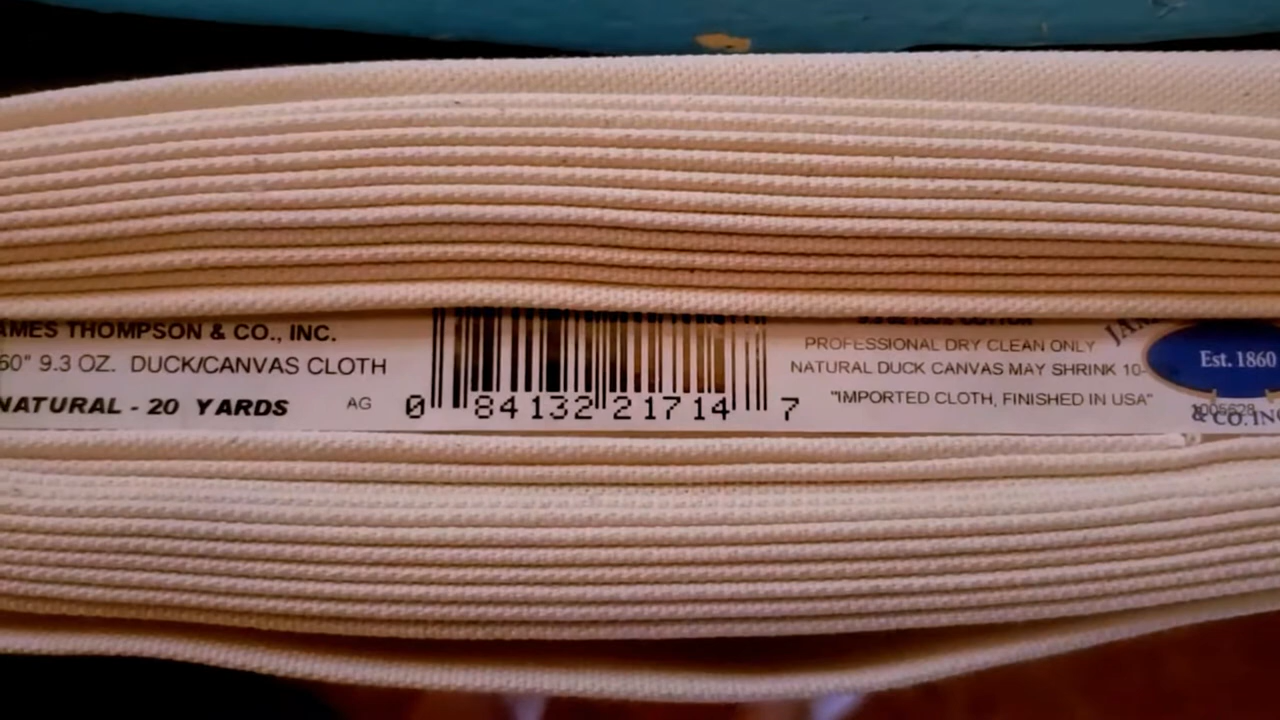 AMES THOMPSON & CO., INC.
60" 9.3 OZ. DUCK/CANVAS CLOTH
NATURAL - 20 YARDS
AG
0 84132 21714 7
PROFESSIONAL DRY CLEAN ONLY
NATURAL DUCK CANVAS MAY SHRINK 10-
"IMPORTED CLOTH, FINISHED IN USA"
JAM
Est. 1860
& CO. INC